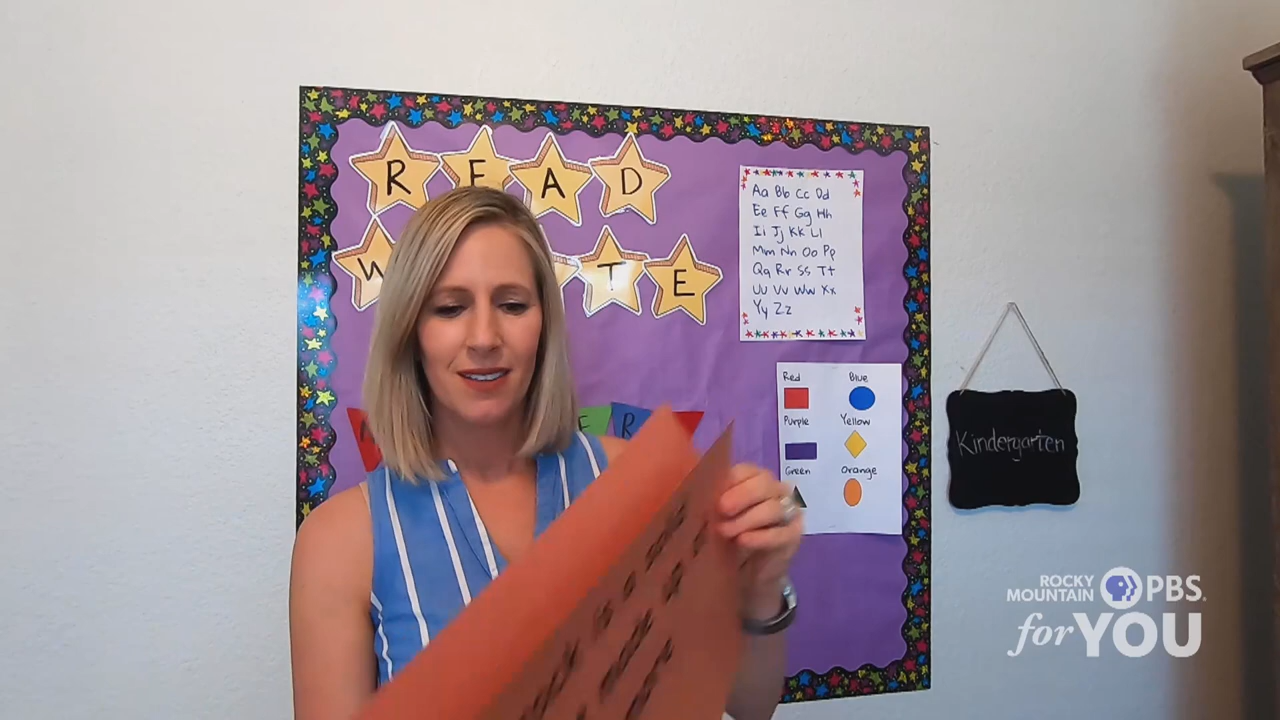 READ
TE
Aa Bb Cc Dd
Ee Ff Gg Hh
Ii Jj Kk Ll
Mm Nn Oo Pp
Qq Rr Ss Tt
Uu Vv Ww Xx
Yy Zz
Red Blue
Purple Yellow
Green Orange
Kindergarten
ROCKY
MOUNTAIN PBS
for YOU